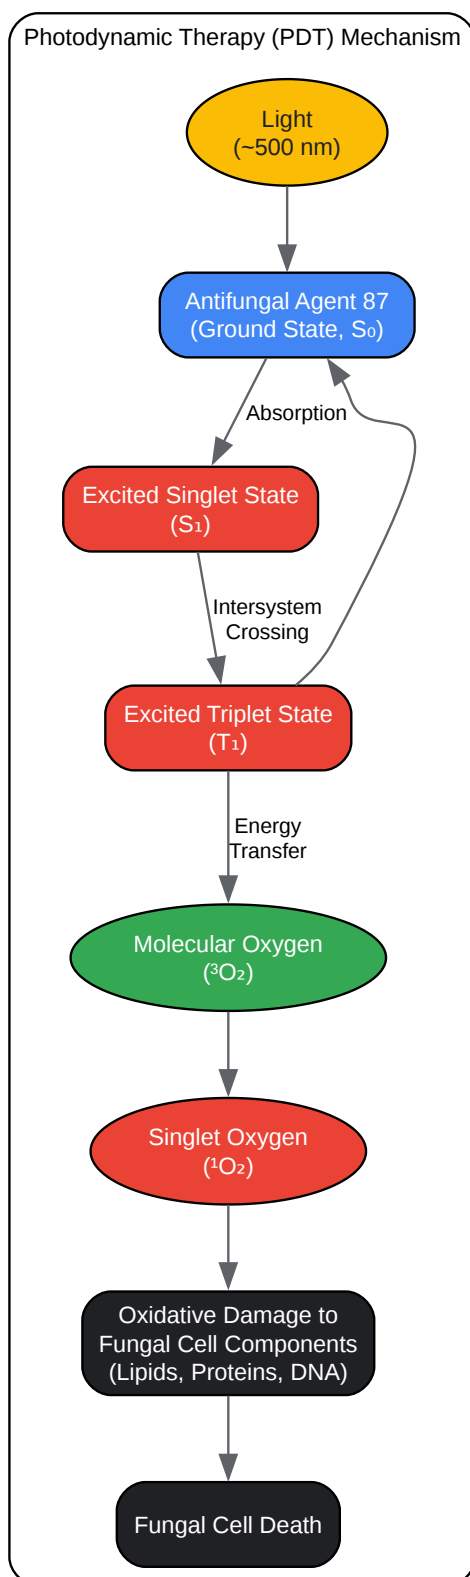 Photodynamic Therapy (PDT) Mechanism
Light
(~500 nm)
Antifungal Agent 87
(Ground State, S₀)
Absorption
Excited Singlet State
(S₁)
Intersystem
Crossing
Excited Triplet State
(T₁)
Energy
Transfer
Molecular Oxygen
(³O₂)
Singlet Oxygen
(¹O₂)
Oxidative Damage to
Fungal Cell Components
(Lipids, Proteins, DNA)
Fungal Cell Death